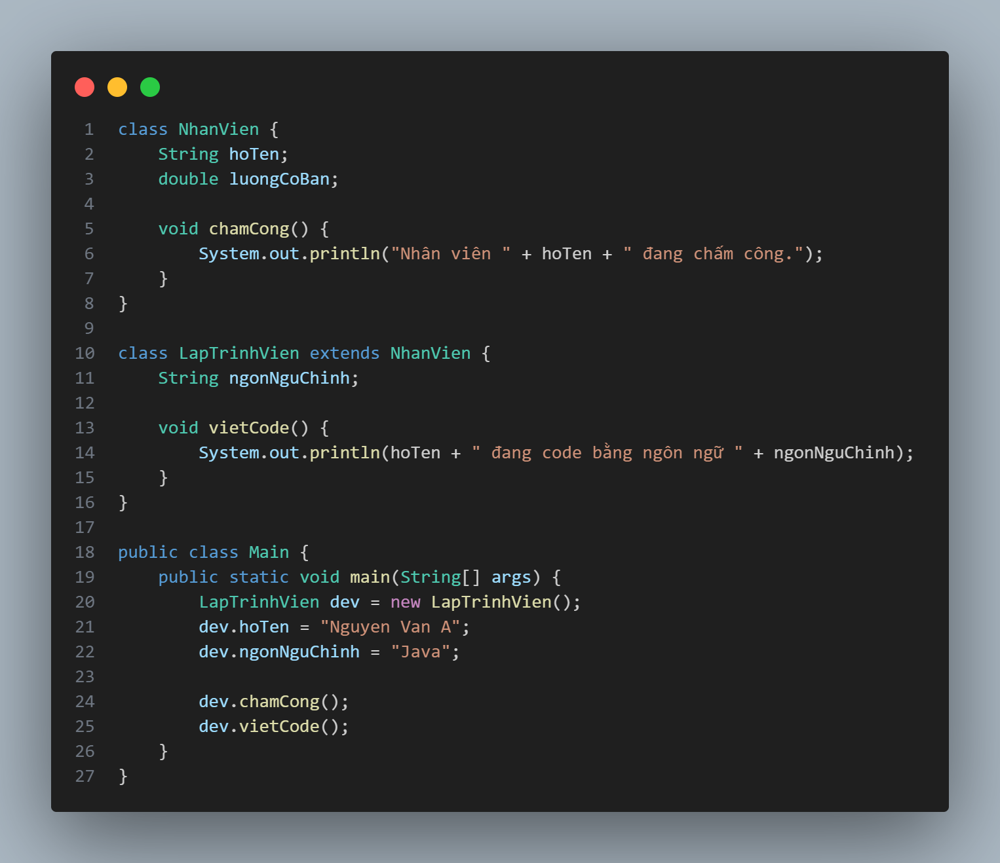 1 class NhanVien {
2     String hoTen;
3     double luongCoBan;
4
5     void chamCong() {
6         System.out.println("Nhân viên " + hoTen + " đang chấm công.");
7     }
8 }
9
10 class LapTrinhVien extends NhanVien {
11     String ngonNguChinh;
12
13     void vietCode() {
14         System.out.println(hoTen + " đang code bằng ngôn ngữ " + ngonNguChinh);
15     }
16 }
17
18 public class Main {
19     public static void main(String[] args) {
20         LapTrinhVien dev = new LapTrinhVien();
21         dev.hoTen = "Nguyen Van A";
22         dev.ngonNguChinh = "Java";
23
24         dev.chamCong();
25         dev.vietCode();
26     }
27 }